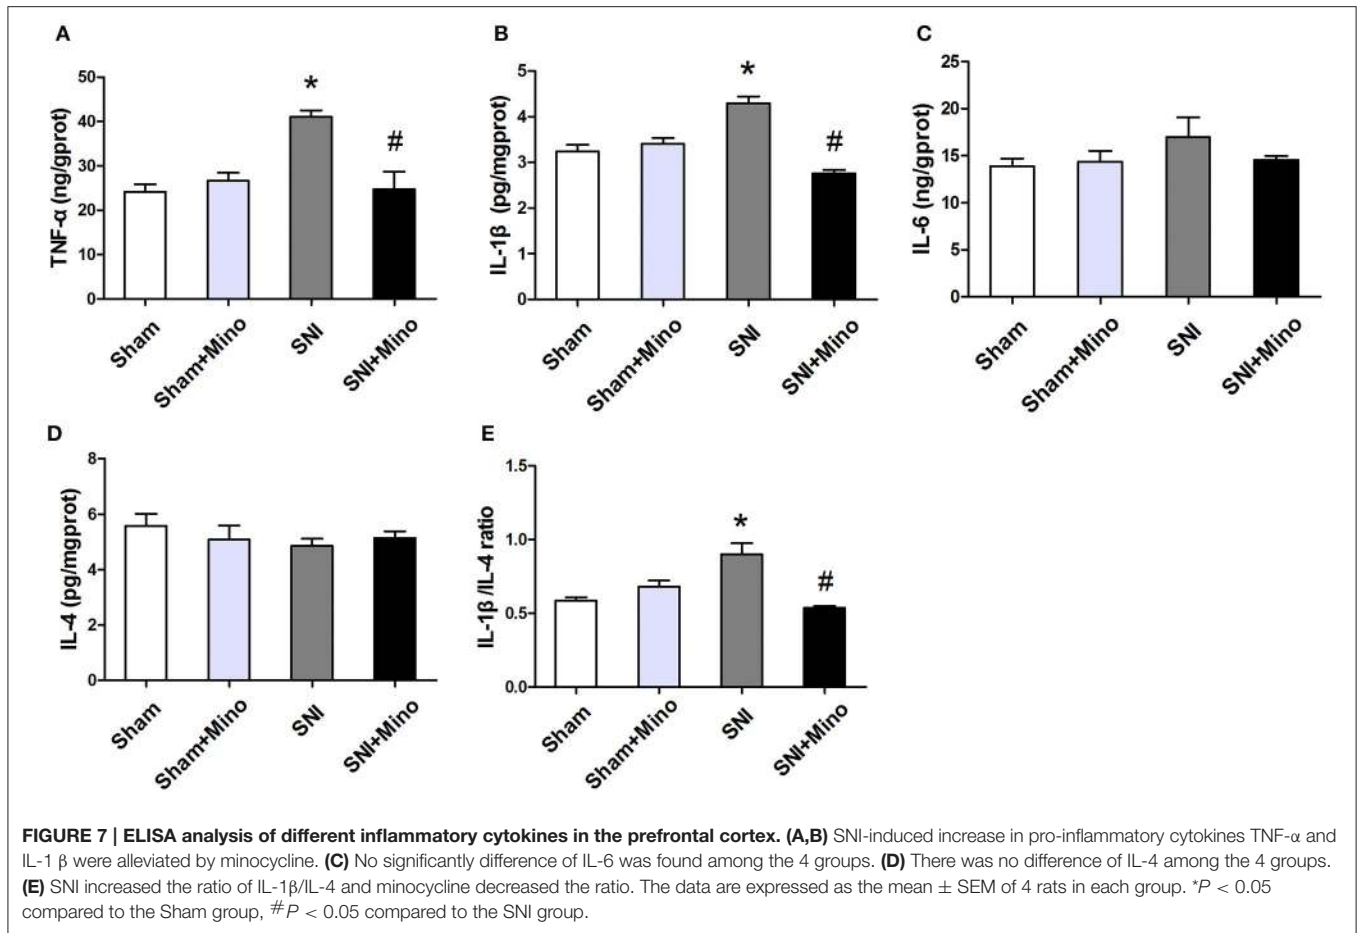 A
TNF-α (ng/gprot)
50
40
30
20
10
0
*
#
Sham
Sham+Mino
SNI
SNI+Mino
B
IL-1β (pg/mgprot)
5
4
3
2
1
0
*
#
Sham
Sham+Mino
SNI
SNI+Mino
C
IL-6 (ng/gprot)
25
20
15
10
5
0
Sham
Sham+Mino
SNI
SNI+Mino
D
IL-4 (pg/mgprot)
8
6
4
2
0
Sham
Sham+Mino
SNI
SNI+Mino
E
IL-1β/IL-4 ratio
1.5
1.0
0.5
0.0
*
#
Sham
Sham+Mino
SNI
SNI+Mino
FIGURE 7 | ELISA analysis of different inflammatory cytokines in the prefrontal cortex. (A,B) SNI-induced increase in pro-inflammatory cytokines TNF-α and
IL-1 β were alleviated by minocycline. (C) No significantly difference of IL-6 was found among the 4 groups. (D) There was no difference of IL-4 among the 4 groups.
(E) SNI increased the ratio of IL-1β/IL-4 and minocycline decreased the ratio. The data are expressed as the mean ± SEM of 4 rats in each group. *P < 0.05
compared to the Sham group, #P < 0.05 compared to the SNI group.